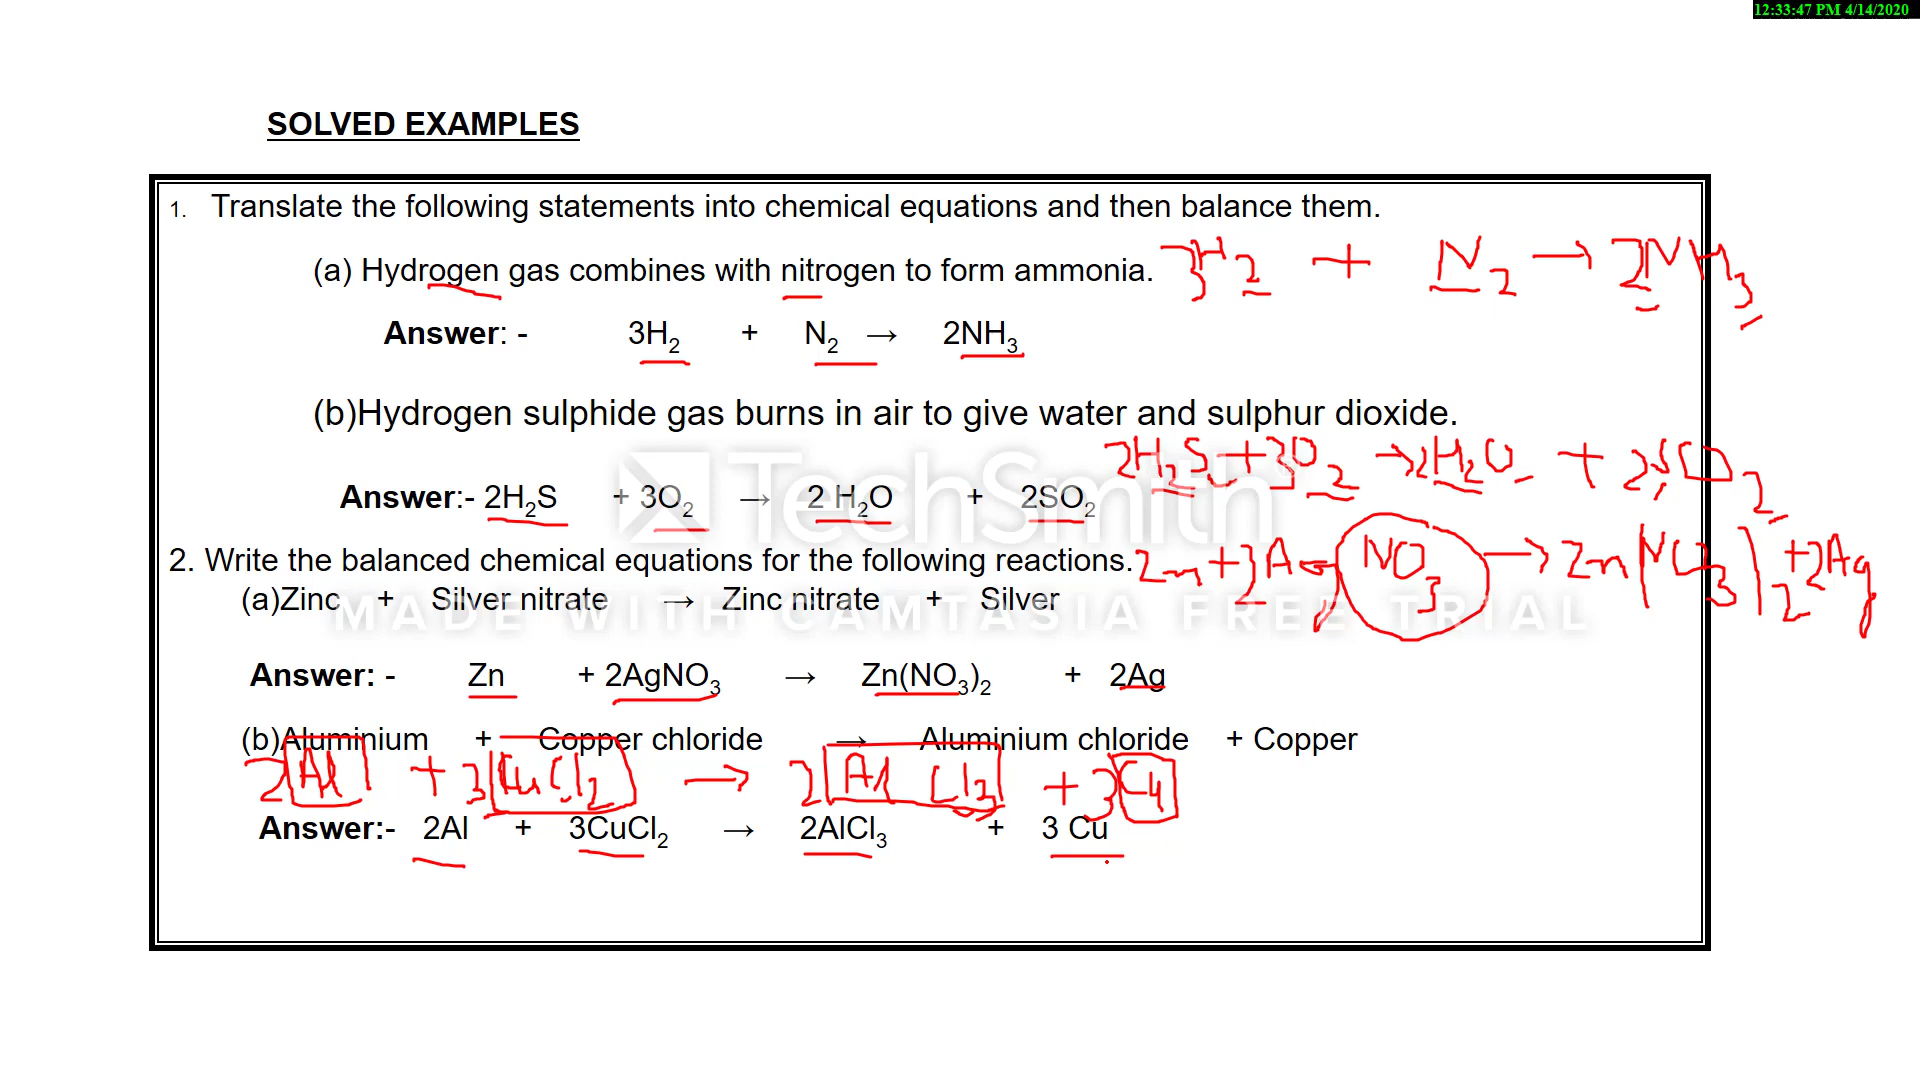 12:33:47 PM 4/14/2020
SOLVED EXAMPLES
1. Translate the following statements into chemical equations and then balance them.
(a) Hydrogen gas combines with nitrogen to form ammonia. 3H2 + N2 → 2NH3
Answer: - 3H2 + N2 → 2NH3
(b)Hydrogen sulphide gas burns in air to give water and sulphur dioxide.
2H2S + 3O2 → 2H2O + 2SO2
Answer:- 2H2S + 3O2 → 2 H2O + 2SO2
TechSmith
2. Write the balanced chemical equations for the following reactions. Zn + 2AgNO3 → Zn(NO3)2 + 2Ag
(a)Zinc + Silver nitrate → Zinc nitrate + Silver
MADE WITH CAMTASIA FREE TRIAL
Answer: - Zn + 2AgNO3 → Zn(NO3)2 + 2Ag
(b)Aluminium + Copper chloride → Aluminium chloride + Copper
2Al + 3CuCl2 → 2AlCl3 + 3Cu
Answer:- 2Al + 3CuCl2 → 2AlCl3 + 3 Cu